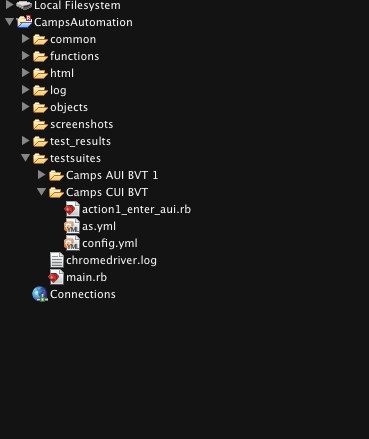 Local Filesystem
CampsAutomation
common
functions
html
log
objects
screenshots
test_results
testsuites
Camps AUI BVT 1
Camps CUI BVT
action1_enter_aui.rb
as.yml
config.yml
chromedriver.log
main.rb
Connections